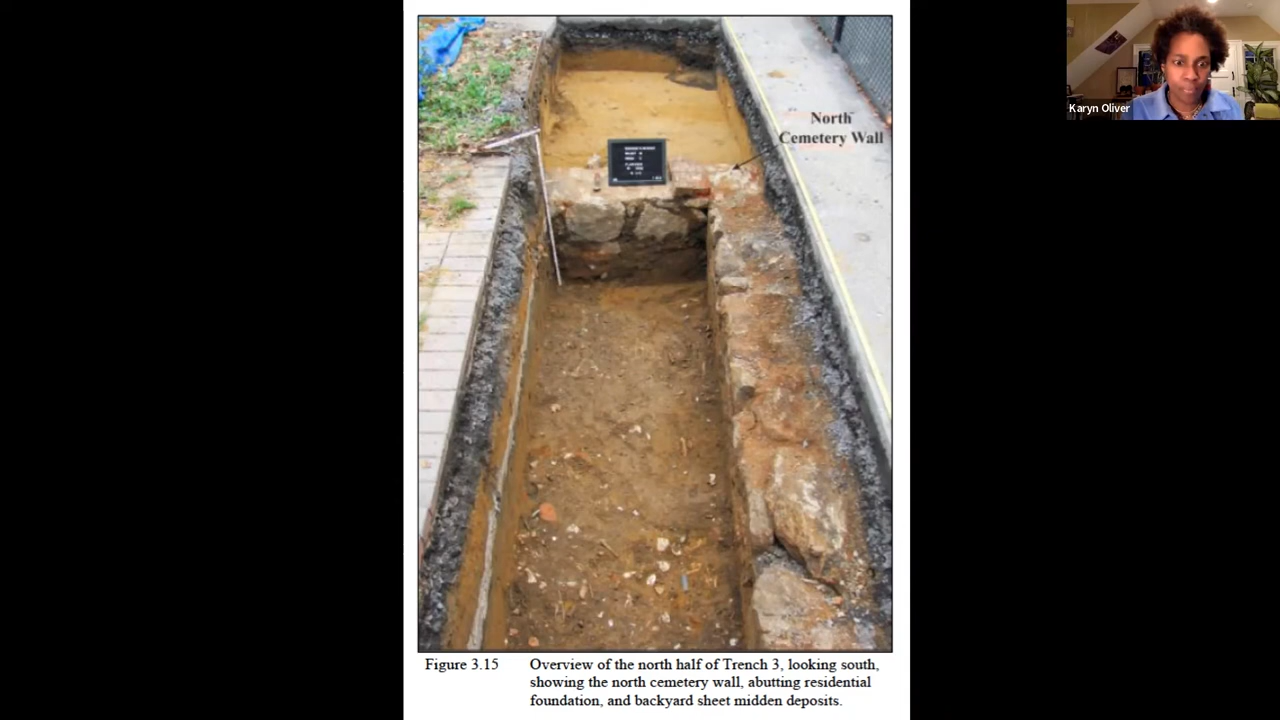 Karyn Oliver
North
Cemetery Wall
Figure 3.15 Overview of the north half of Trench 3, looking south,
showing the north cemetery wall, abutting residential
foundation, and backyard sheet midden deposits.